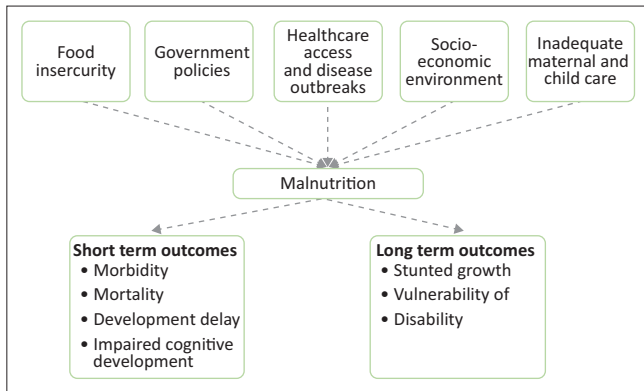 Food
insercurity
Government
policies
Healthcare
access
and disease
outbreaks
Socio-
economic
environment
Inadequate
maternal and
child care
Malnutrition
Short term outcomes
• Morbidity
• Mortality
• Development delay
• Impaired cognitive
development
Long term outcomes
• Stunted growth
• Vulnerability of
• Disability